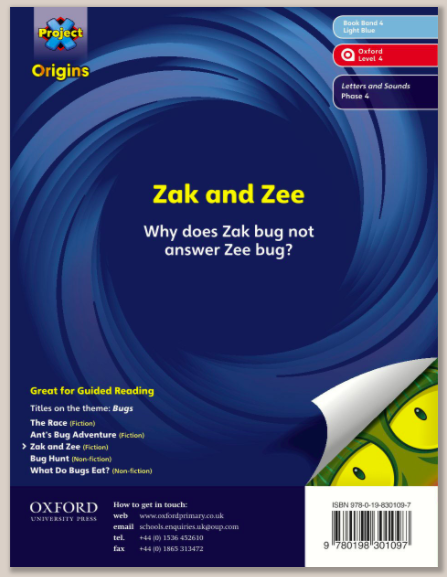 Project
X
Origins
Book Band 4
Light Blue
Oxford
Level 4
Letters and Sounds
Phase 4
Zak and Zee
Why does Zak bug not
answer Zee bug?
Great for Guided Reading
Titles on the theme: Bugs
The Race (Fiction)
Ant's Bug Adventure (Fiction)
> Zak and Zee (Fiction)
Bug Hunt (Non-fiction)
What Do Bugs Eat? (Non-fiction)
OXFORD
UNIVERSITY PRESS
How to get in touch:
web www.oxfordprimary.co.uk
email schools.enquiries.uk@oup.com
tel. +44 (0) 1536 452610
fax +44 (0) 1865 313472
ISBN 978-0-19-830109-7
9 780198 301097